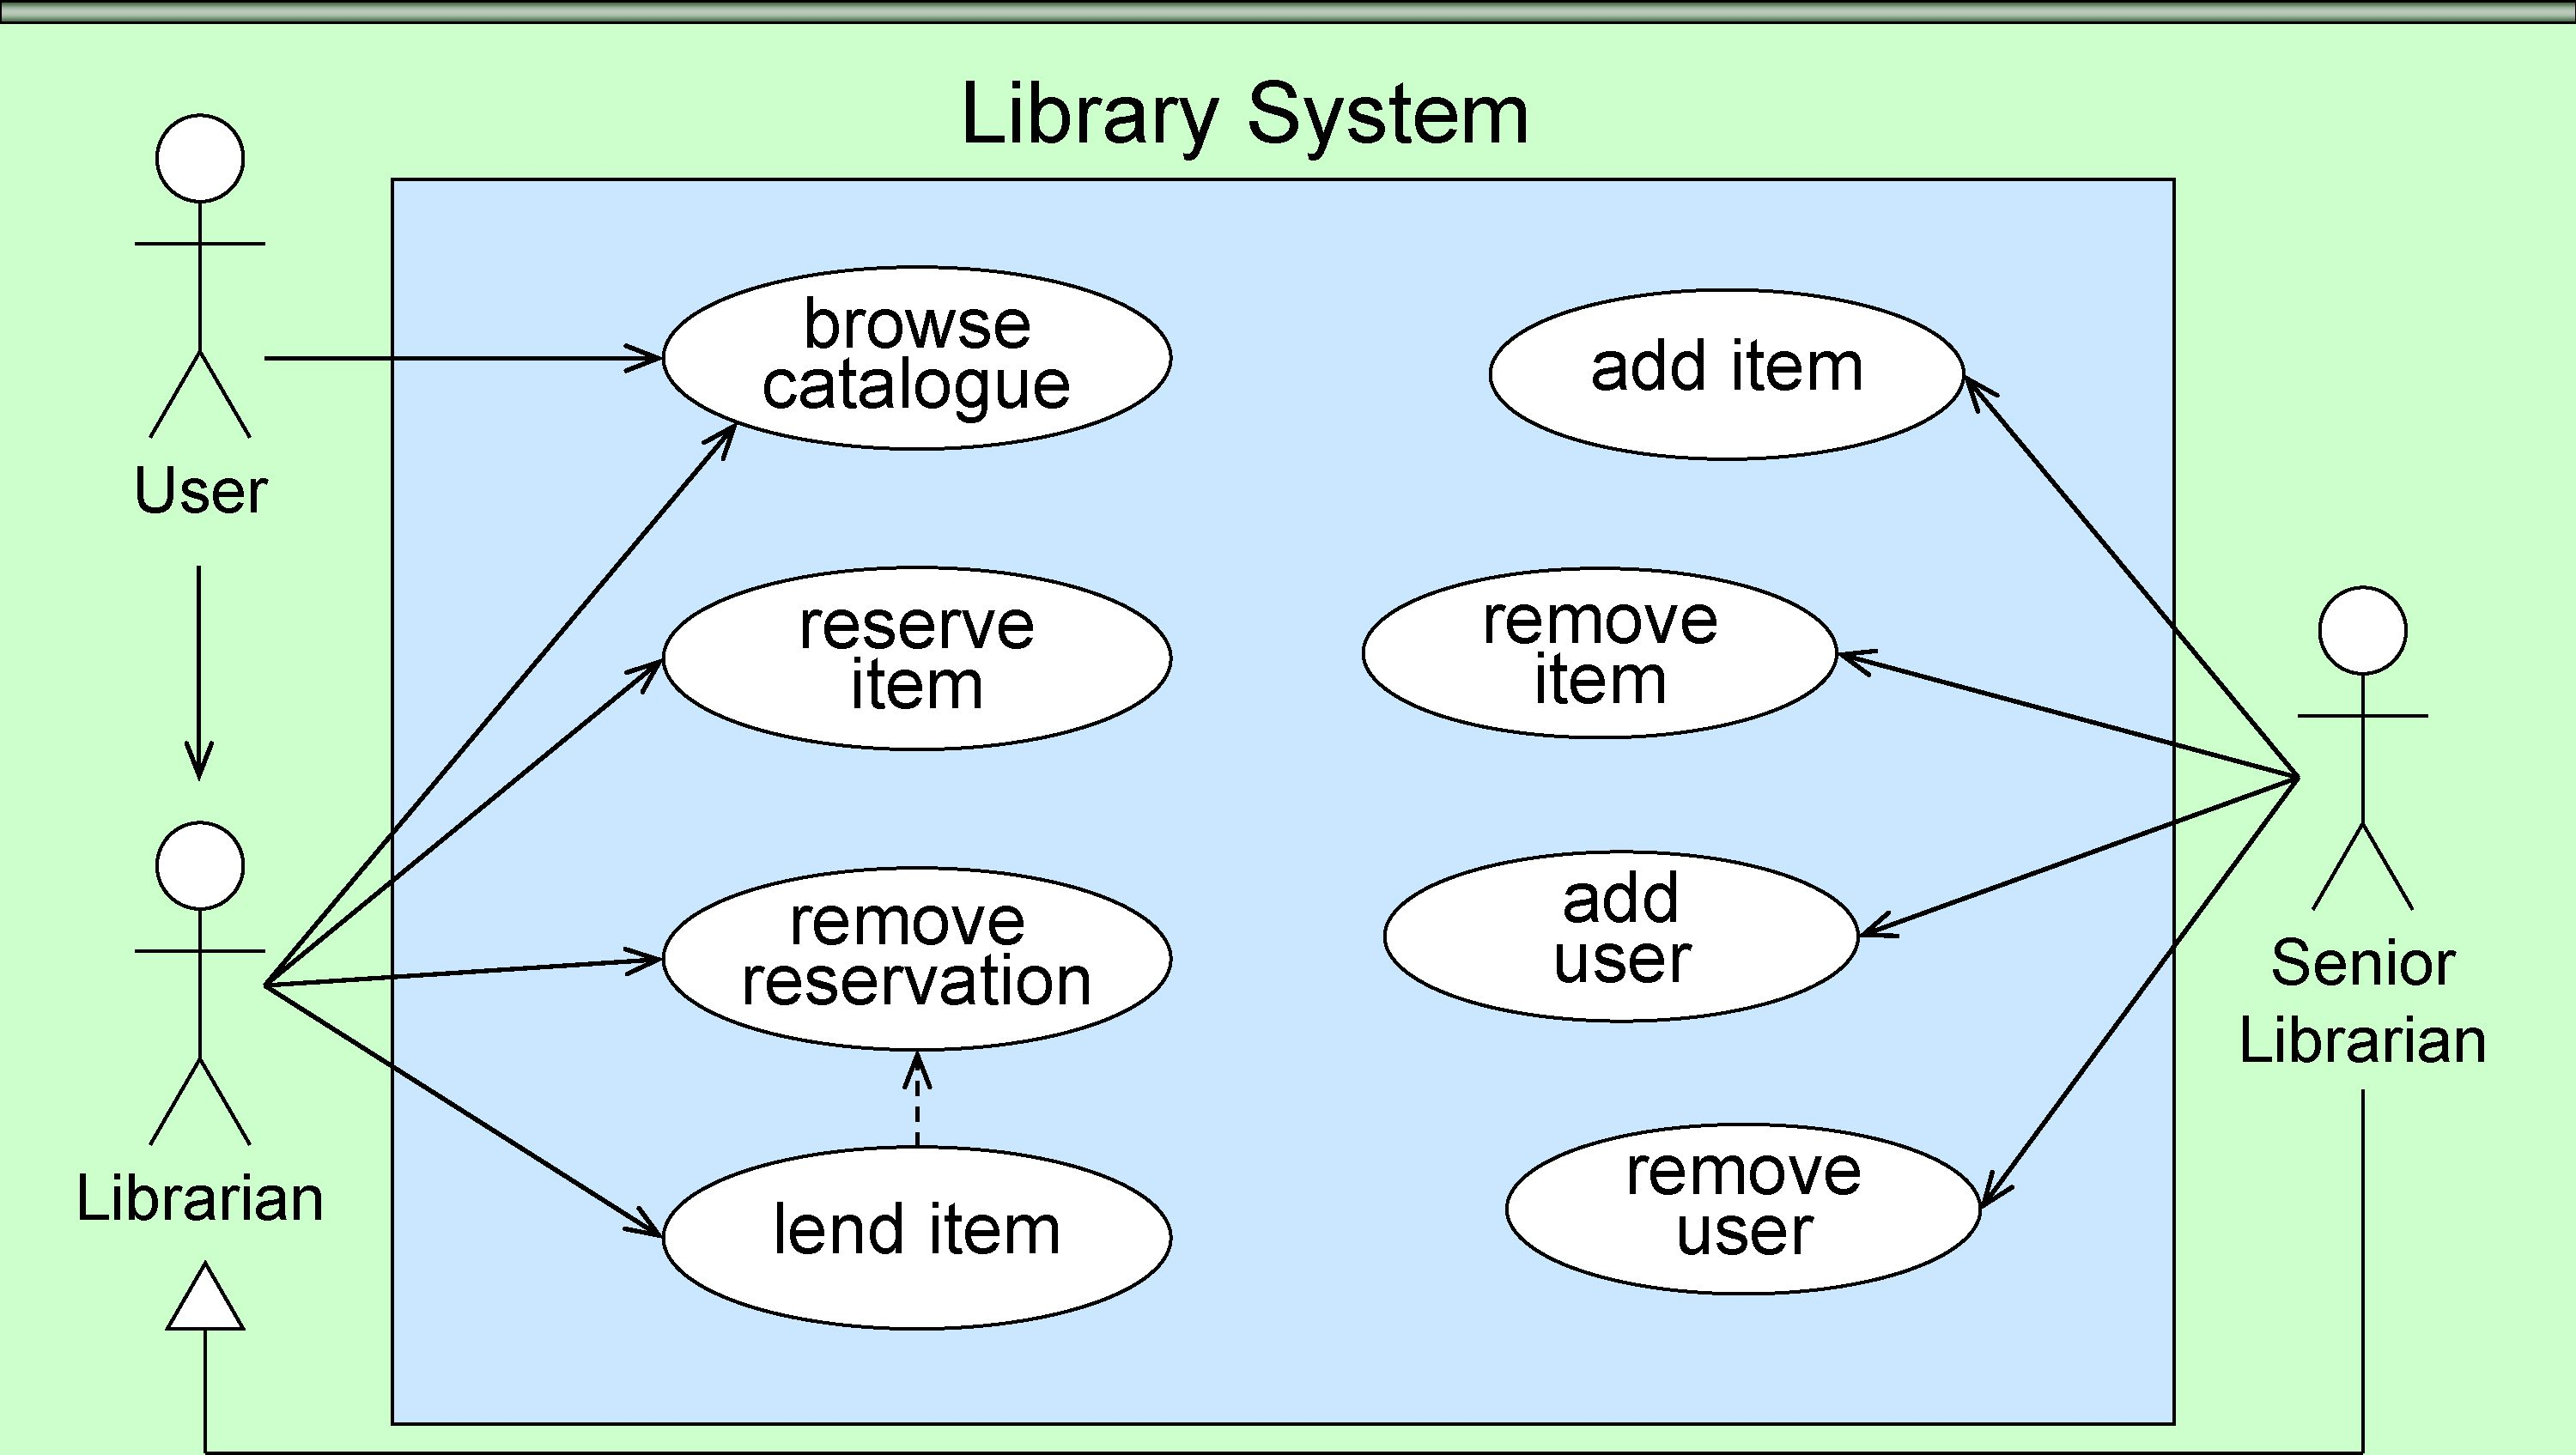 Library System
User
browse
catalogue
add item
reserve
item
remove
item
remove
reservation
add
user
Senior
Librarian
Librarian
lend item
remove
user